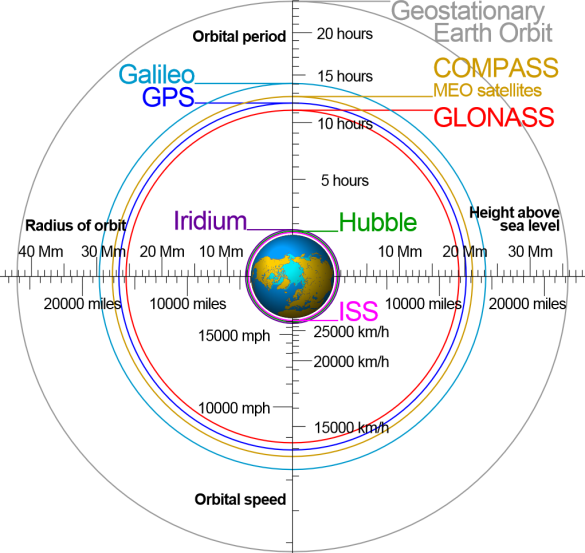 Geostationary
Earth Orbit
Orbital period
20 hours
Galileo
15 hours
COMPASS
MEO satellites
GPS
GLONASS
10 hours
5 hours
Radius of orbit
Iridium
Hubble
Height above
sea level
40 Mm
30 Mm
20 Mm
10 Mm
10 Mm
20 Mm
30 Mm
20000 miles
10000 miles
10000 miles
20000 miles
ISS
15000 mph
25000 km/h
20000 km/h
10000 mph
15000 km/h
Orbital speed